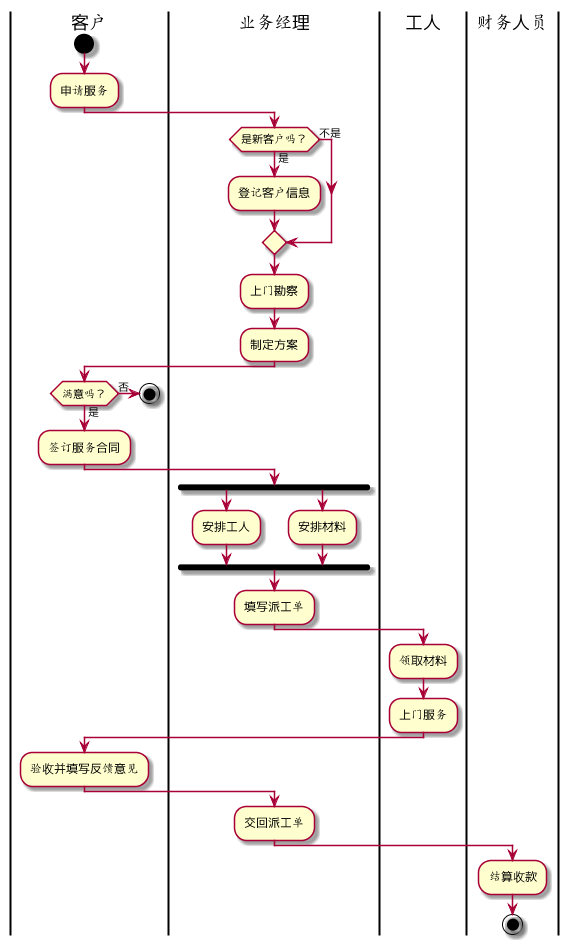 客户
业务经理
工人
财务人员
申请服务
是新客户吗？
不是
是
登记客户信息
上门勘察
制定方案
满意吗？
否
是
签订服务合同
安排工人
安排材料
填写派工单
领取材料
上门服务
验收并填写反馈意见
交回派工单
结算收款